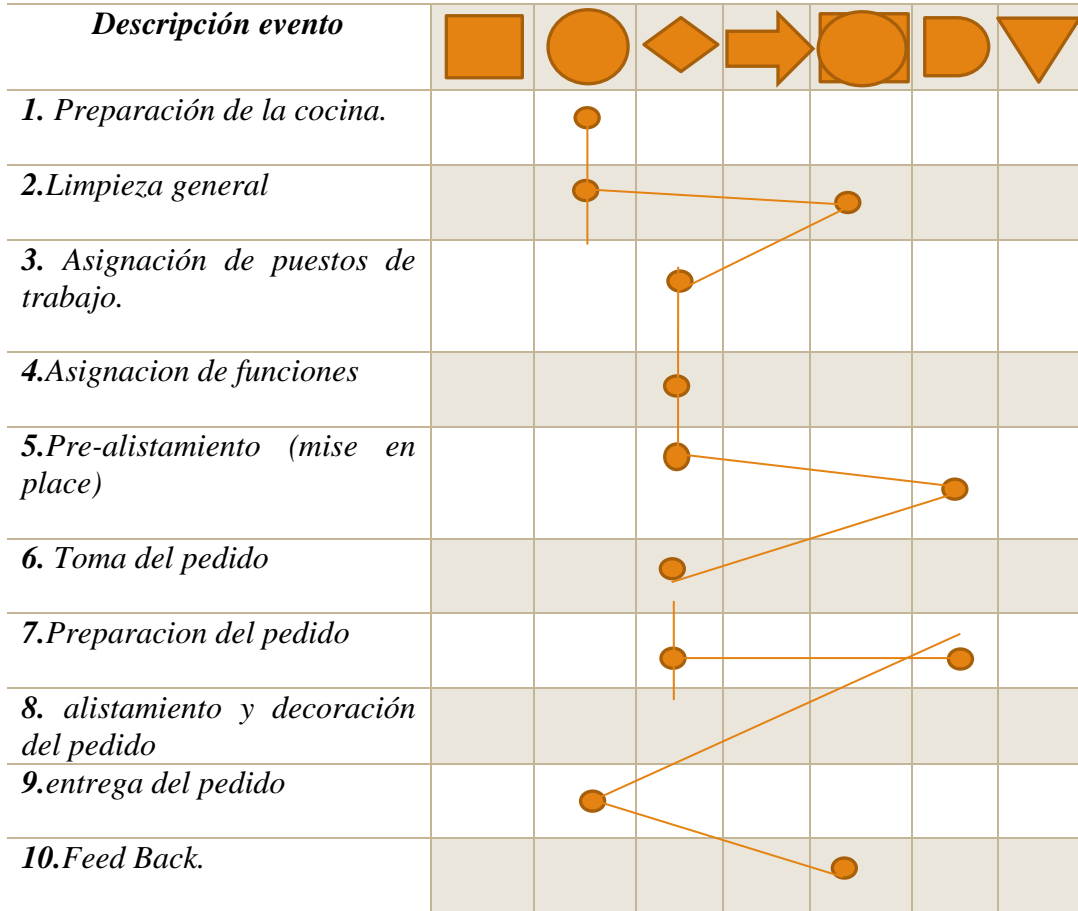 Descripción evento
1. Preparación de la cocina.
2.Limpieza general
3. Asignación de puestos de
trabajo.
4.Asignacion de funciones
5.Pre-alistamiento (mise en
place)
6. Toma del pedido
7.Preparacion del pedido
8. alistamiento y decoración
del pedido
9.entrega del pedido
10.Feed Back.